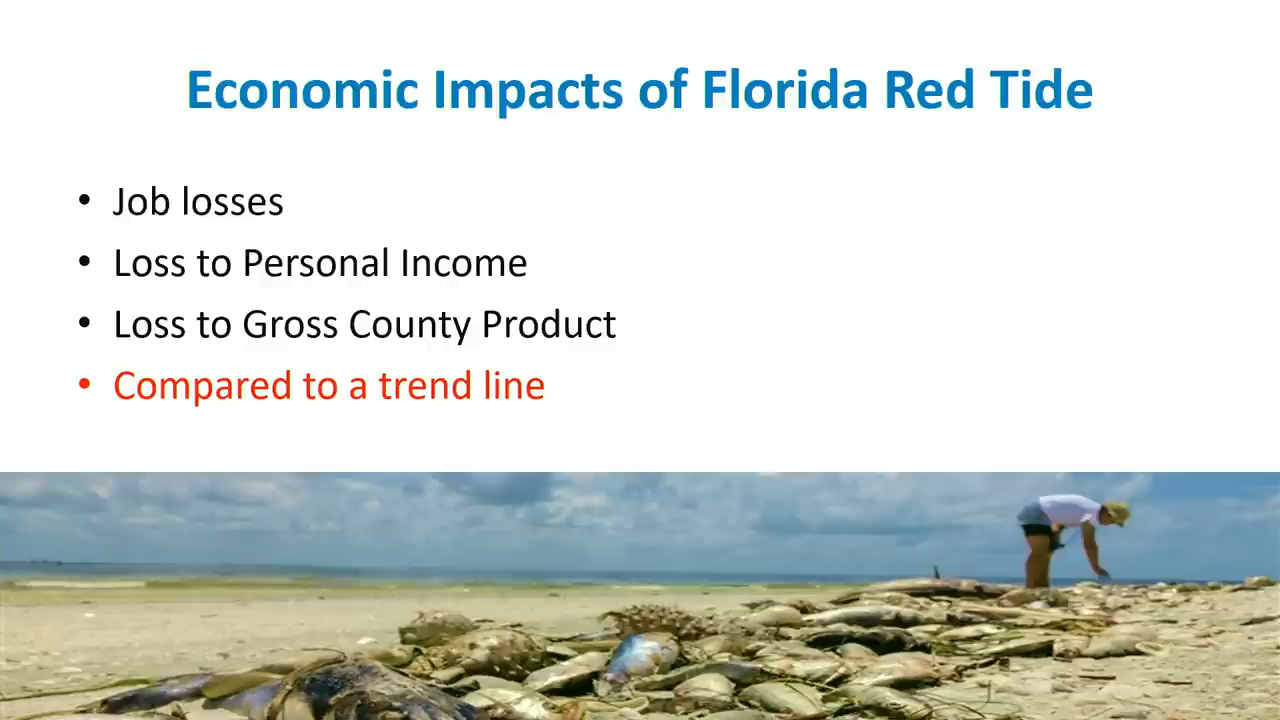 Economic Impacts of Florida Red Tide
• Job losses
• Loss to Personal Income
• Loss to Gross County Product
• Compared to a trend line